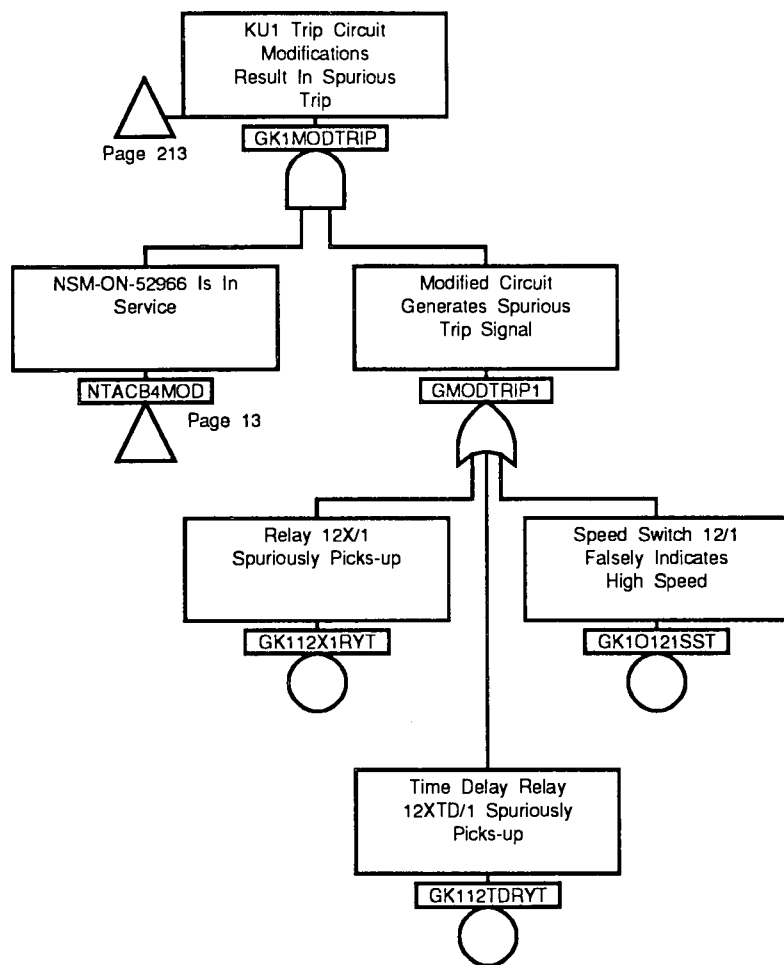 KU1 Trip Circuit
Modifications
Result In Spurious
Trip
Page 213
GK1MODTRIP
NSM-ON-52966 Is In
Service
NTACB4MOD
Page 13
Modified Circuit
Generates Spurious
Trip Signal
GMODTRIP1
Relay 12X/1
Spuriously Picks-up
GK112X1RYT
Speed Switch 12/1
Falsely Indicates
High Speed
GK1O121SST
Time Delay Relay
12XTD/1 Spuriously
Picks-up
GK112TDRYT